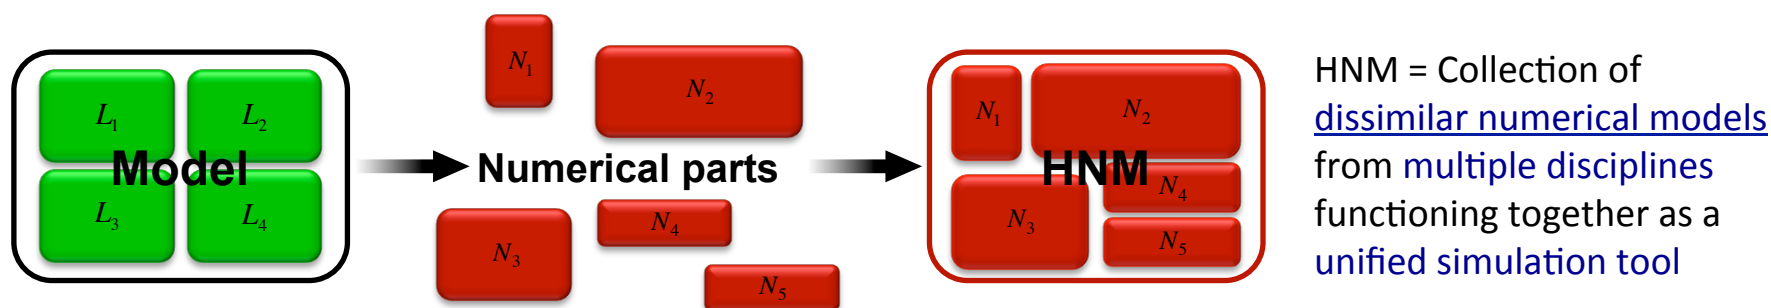 L1
L2
Model
L3
L4
N1
N2
Numerical parts
N3
N4
N5
N1
N2
HNM
N3
N4
N5
HNM = Collection of
dissimilar numerical models
from multiple disciplines
functioning together as a
unified simulation tool